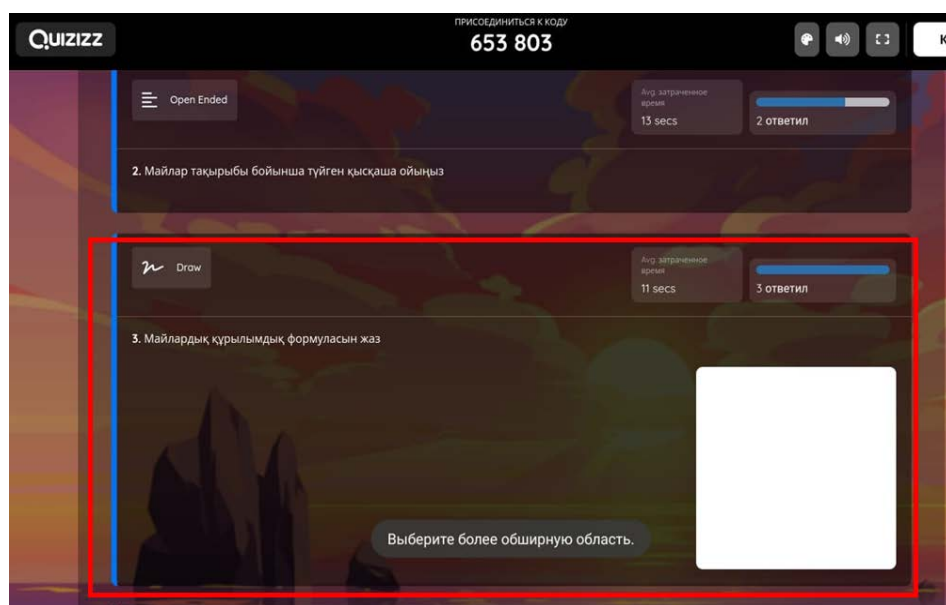 Quizizz
ПРИСОЕДИНИТЬСЯ К КОДУ
653 803
К
Open Ended
Avg. затраченное
время
13 secs
2 ответил
2. Майлар тақырыбы бойынша түйген қысқаша ойыңыз
Draw
Avg. затраченное
время
11 secs
3 ответил
3. Майлардық құрылымдық формуласын жаз
Выберите более обширную область.